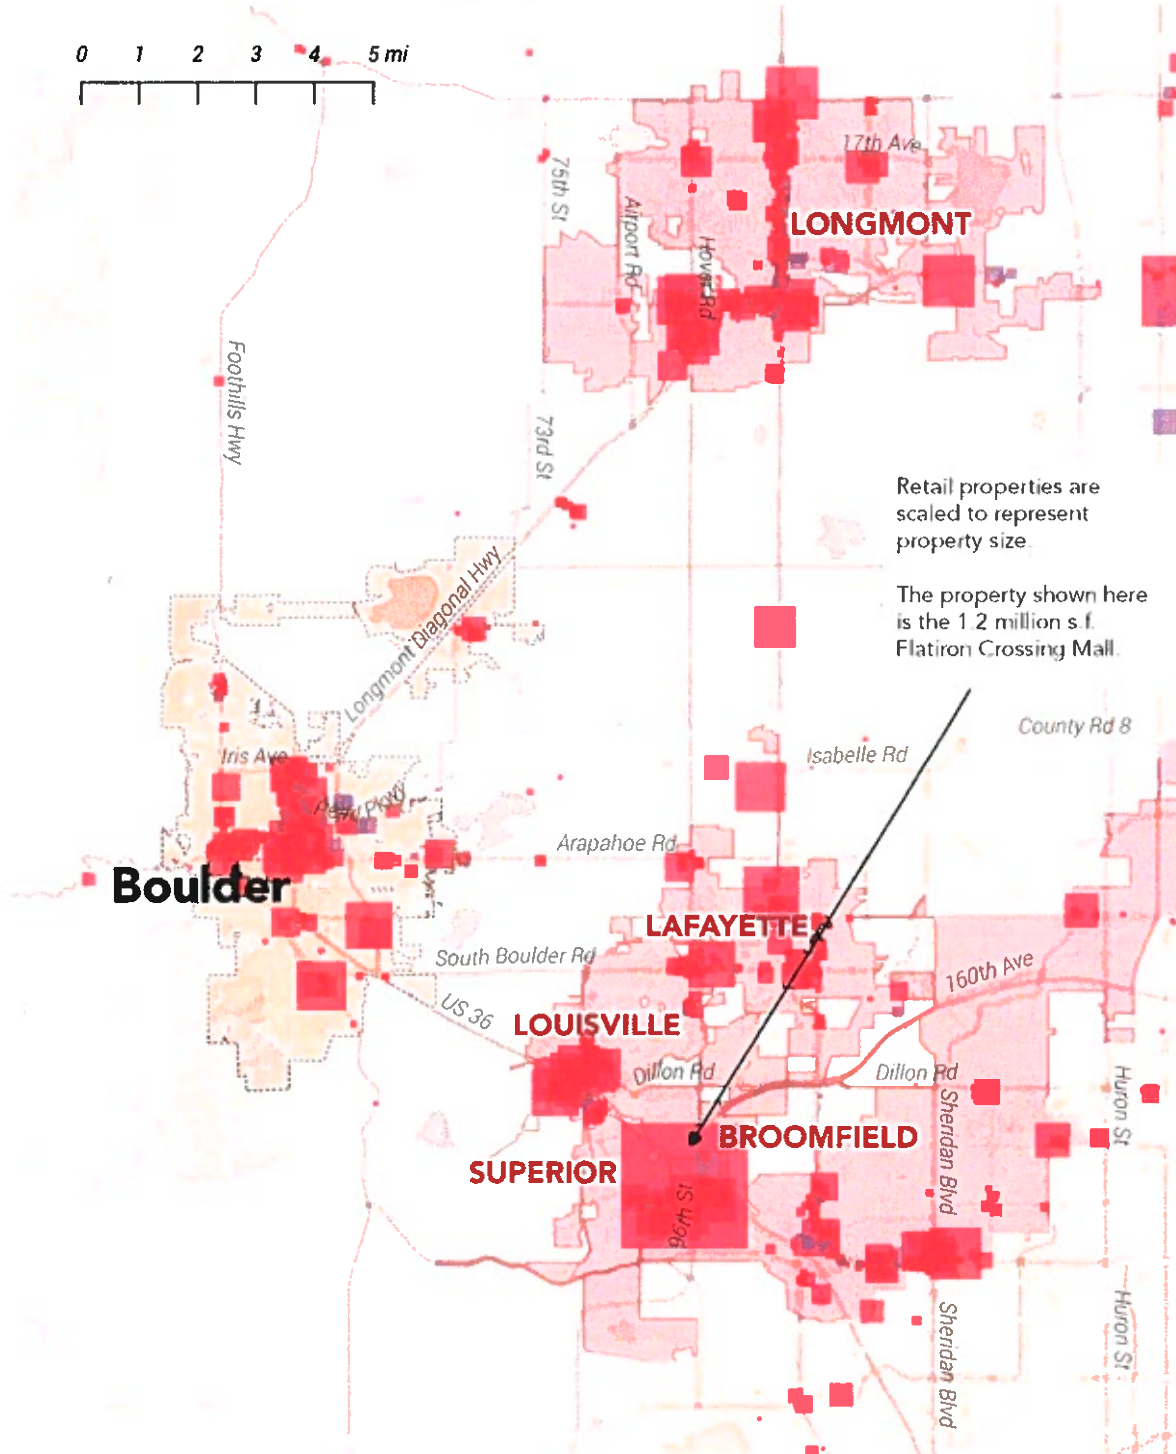 0 1 2 3 4 5 mi
17th Ave
75th St
Airport Rd
LONGMONT
Hover Rd
Foothills Hwy
73rd St
Retail properties are
scaled to represent
property size.
The property shown here
is the 1.2 million s.f.
Flatiron Crossing Mall.
Longmont Diagonal Hwy
County Rd 8
Isabelle Rd
Iris Ave
Pearl Pkwy
Arapahoe Rd
Boulder
LAFAYETTE
South Boulder Rd
160th Ave
US 36
LOUISVILLE
Dillon Rd
Dillon Rd
Huron St
Sheridan Blvd
BROOMFIELD
SUPERIOR
96th St
Huron St
Sheridan Blvd